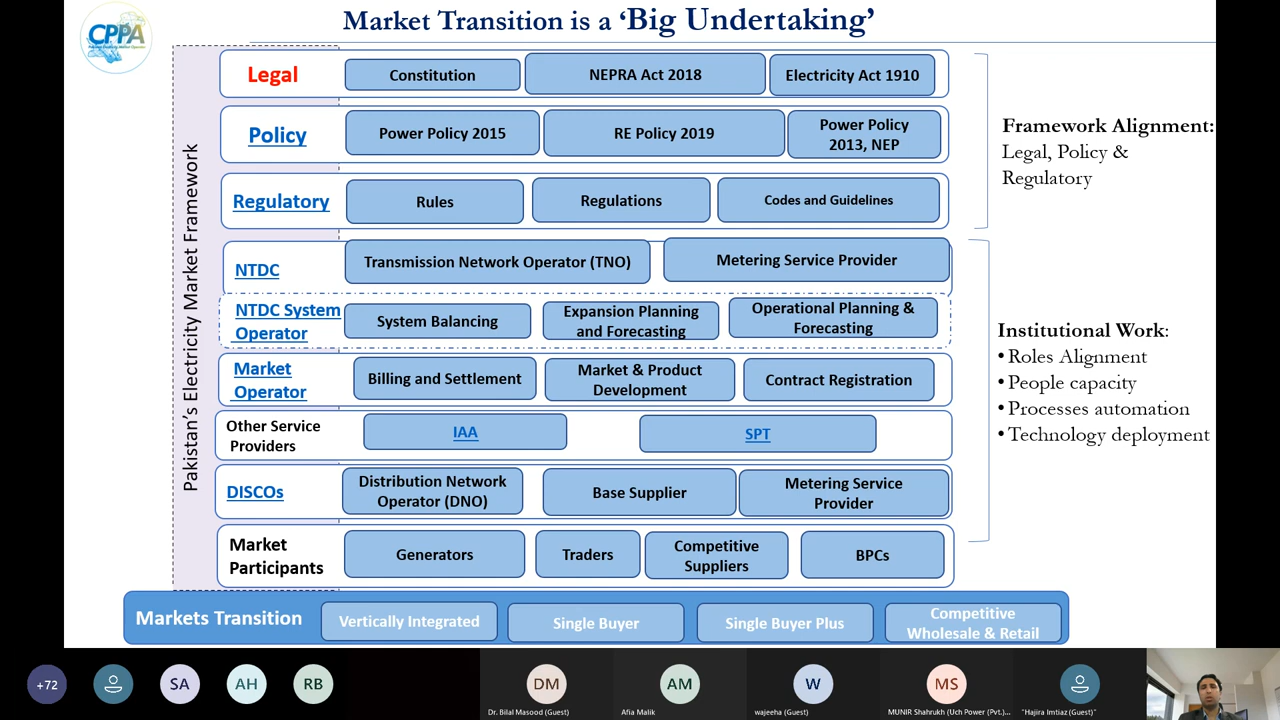 Market Transition is a ‘Big Undertaking’
CPPA
Pakistan's Electricity Market Framework
Legal
Constitution
NEPRA Act 2018
Electricity Act 1910
Policy
Power Policy 2015
RE Policy 2019
Power Policy
2013, NEP
Regulatory
Rules
Regulations
Codes and Guidelines
Framework Alignment:
Legal, Policy &
Regulatory
NTDC
Transmission Network Operator (TNO)
Metering Service Provider
NTDC System
Operator
System Balancing
Expansion Planning
and Forecasting
Operational Planning &
Forecasting
Market
Operator
Billing and Settlement
Market & Product
Development
Contract Registration
Other Service
Providers
IAA
SPT
DISCOs
Distribution Network
Operator (DNO)
Base Supplier
Metering Service
Provider
Market
Participants
Generators
Traders
Competitive
Suppliers
BPCs
Institutional Work:
• Roles Alignment
• People capacity
• Processes automation
• Technology deployment
Markets Transition
Vertically Integrated
Single Buyer
Single Buyer Plus
Competitive
Wholesale & Retail
+72
SA
AH
RB
DM
Dr. Bilal Masood (Guest)
AM
Afia Malik
W
wajeeha (Guest)
MS
MUNIR Shahrukh (Uch Power (Pvt.)...
"Hajira Imtiaz (Guest)"